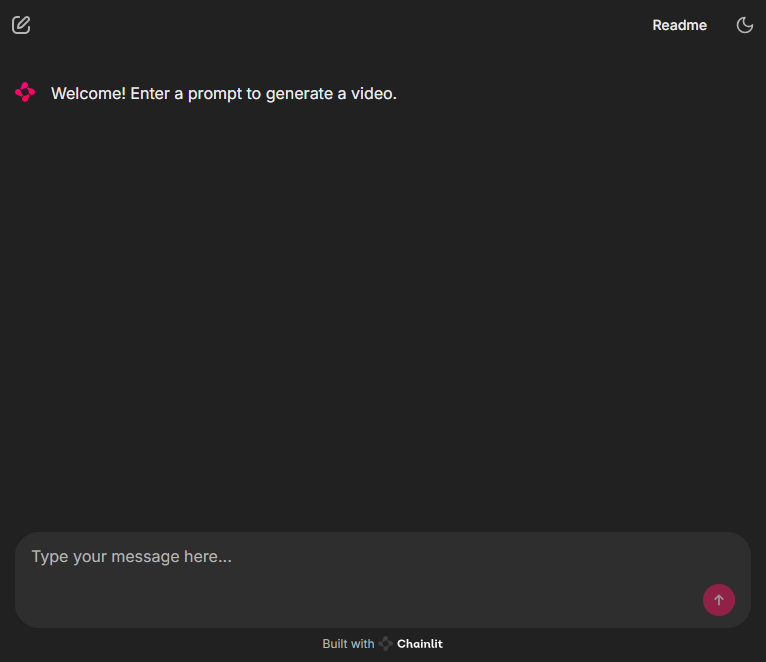 Readme
Welcome! Enter a prompt to generate a video.
Type your message here...
Built with Chainlit